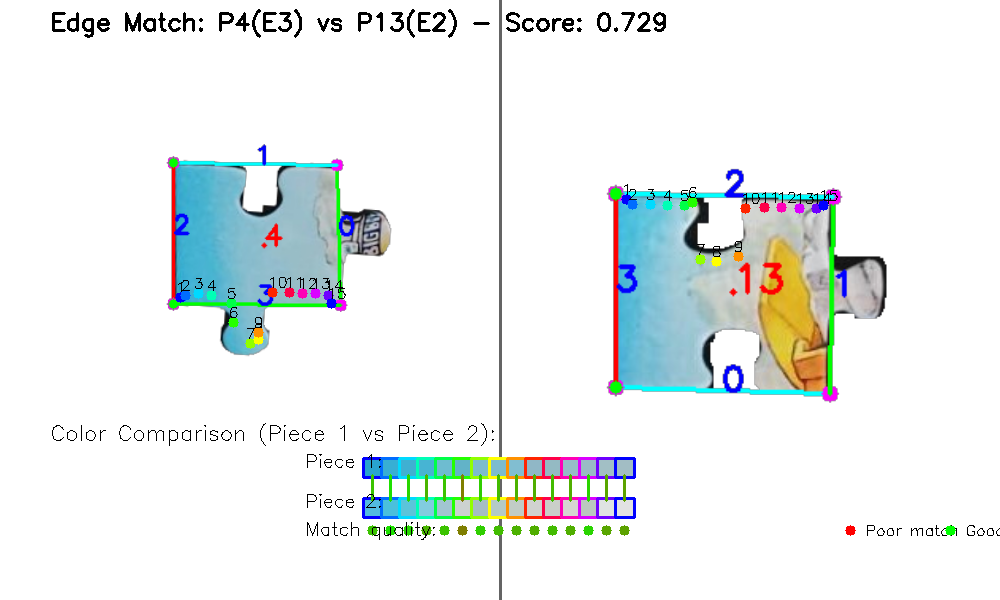 Edge Match: P4(E3) vs P13(E2) - Score: 0.729
1
2
.4
0
3
1 2 3 4 5 6 7 8 9 10 11 12 13 14 15
BIG
2
1 2 3 4 5 6 7 8 9 10 11 12 13 14 15
3
.13
1
0
Color Comparison (Piece 1 vs Piece 2):
Piece 1:
Piece 2:
Match quality:
Poor match
Good